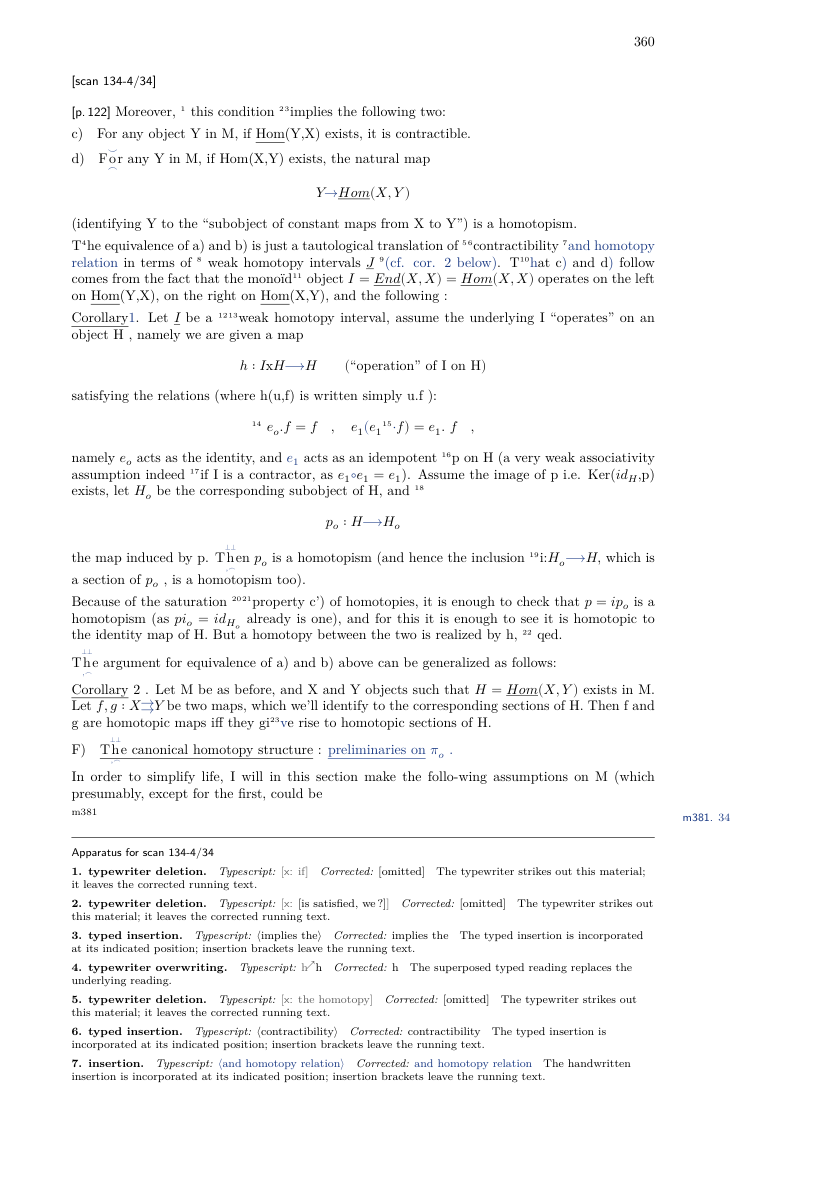 360
[scan 134-4/34]
[p. 122] Moreover, ¹ this condition ²³implies the following two:
c) For any object Y in M, if Hom(Y,X) exists, it is contractible.
d) For any Y in M, if Hom(X,Y) exists, the natural map
Y→Hom(X, Y)
(identifying Y to the “subobject of constant maps from X to Y”) is a homotopism.
T⁴he equivalence of a) and b) is just a tautological translation of ⁵⁶contractibility ⁷and homotopy
relation in terms of ⁸ weak homotopy intervals J ⁹(cf. cor. 2 below). T¹⁰hat c) and d) follow
comes from the fact that the monoïd¹¹ object I = End(X, X) = Hom(X, X) operates on the left
on Hom(Y,X), on the right on Hom(X,Y), and the following :
Corollary1. Let I be a ¹²¹³weak homotopy interval, assume the underlying I “operates” on an
object H , namely we are given a map
h : IxH⟶H (“operation” of I on H)
satisfying the relations (where h(u,f) is written simply u.f ):
¹⁴ eₒ.f = f , e₁(e₁¹⁵·f) = e₁. f ,
namely eₒ acts as the identity, and e₁ acts as an idempotent ¹⁶p on H (a very weak associativity
assumption indeed ¹⁷if I is a contractor, as e₁∘e₁ = e₁). Assume the image of p i.e. Ker(id_H,p)
exists, let Hₒ be the corresponding subobject of H, and ¹⁸
pₒ : H⟶Hₒ
the map induced by p. Then pₒ is a homotopism (and hence the inclusion ¹⁹i:Hₒ⟶H, which is
a section of pₒ , is a homotopism too).
Because of the saturation ²⁰²¹property c’) of homotopies, it is enough to check that p = ipₒ is a
homotopism (as piₒ = id_Hₒ already is one), and for this it is enough to see it is homotopic to
the identity map of H. But a homotopy between the two is realized by h, ²² qed.
The argument for equivalence of a) and b) above can be generalized as follows:
Corollary 2 . Let M be as before, and X and Y objects such that H = Hom(X, Y) exists in M.
Let f, g : X⇉Y be two maps, which we’ll identify to the corresponding sections of H. Then f and
g are homotopic maps iff they gi²³ve rise to homotopic sections of H.
F) The canonical homotopy structure : preliminaries on πₒ .
In order to simplify life, I will in this section make the follo-wing assumptions on M (which
presumably, except for the first, could be
m381
m381. 34
Apparatus for scan 134-4/34
1. typewriter deletion. Typescript: [x: if] Corrected: [omitted] The typewriter strikes out this material;
it leaves the corrected running text.
2. typewriter deletion. Typescript: [x: [is satisfied, we ?]] Corrected: [omitted] The typewriter strikes out
this material; it leaves the corrected running text.
3. typed insertion. Typescript: ⟨implies the⟩ Corrected: implies the The typed insertion is incorporated
at its indicated position; insertion brackets leave the running text.
4. typewriter overwriting. Typescript: h↗h Corrected: h The superposed typed reading replaces the
underlying reading.
5. typewriter deletion. Typescript: [x: the homotopy] Corrected: [omitted] The typewriter strikes out
this material; it leaves the corrected running text.
6. typed insertion. Typescript: ⟨contractibility⟩ Corrected: contractibility The typed insertion is
incorporated at its indicated position; insertion brackets leave the running text.
7. insertion. Typescript: ⟨and homotopy relation⟩ Corrected: and homotopy relation The handwritten
insertion is incorporated at its indicated position; insertion brackets leave the running text.